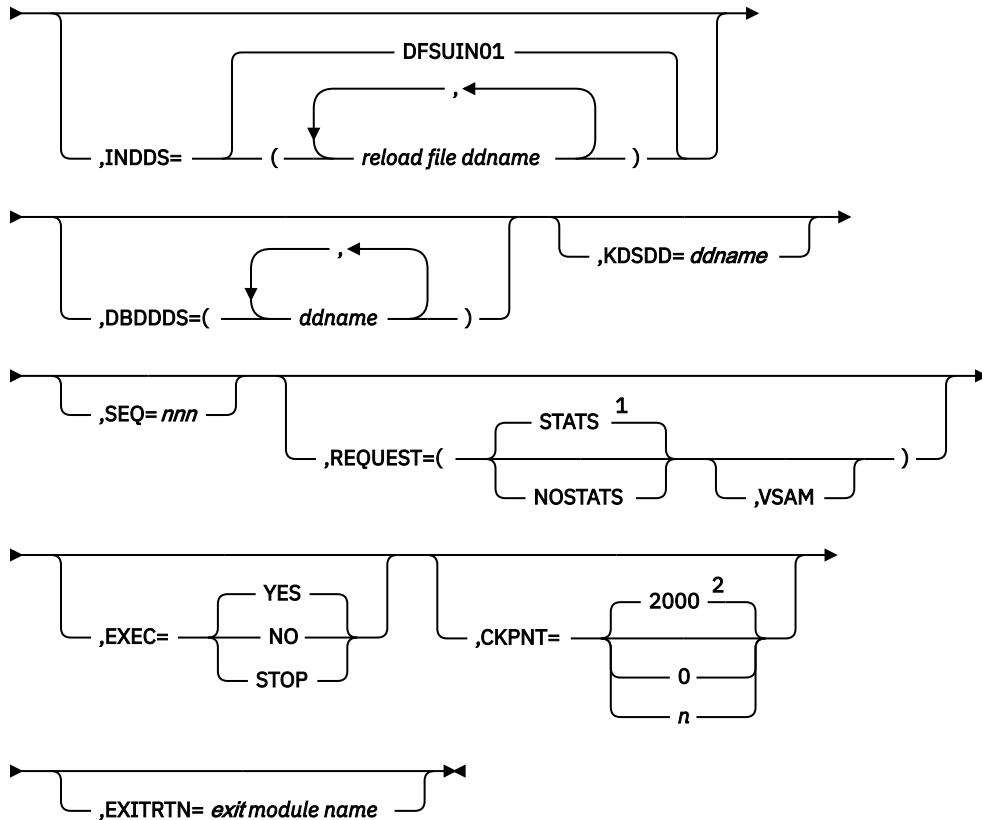 DFSUIN01
,
,INDDS= ( reload file ddname )
,
,KDSDD= ddname
,DBDDDS=( ddname )
,SEQ= nnn
STATS 1
,REQUEST=( )
NOSTATS ,VSAM
YES 2000 2
,EXEC= NO ,CKPNT=
STOP 0
n
,EXITRTN= exit module name